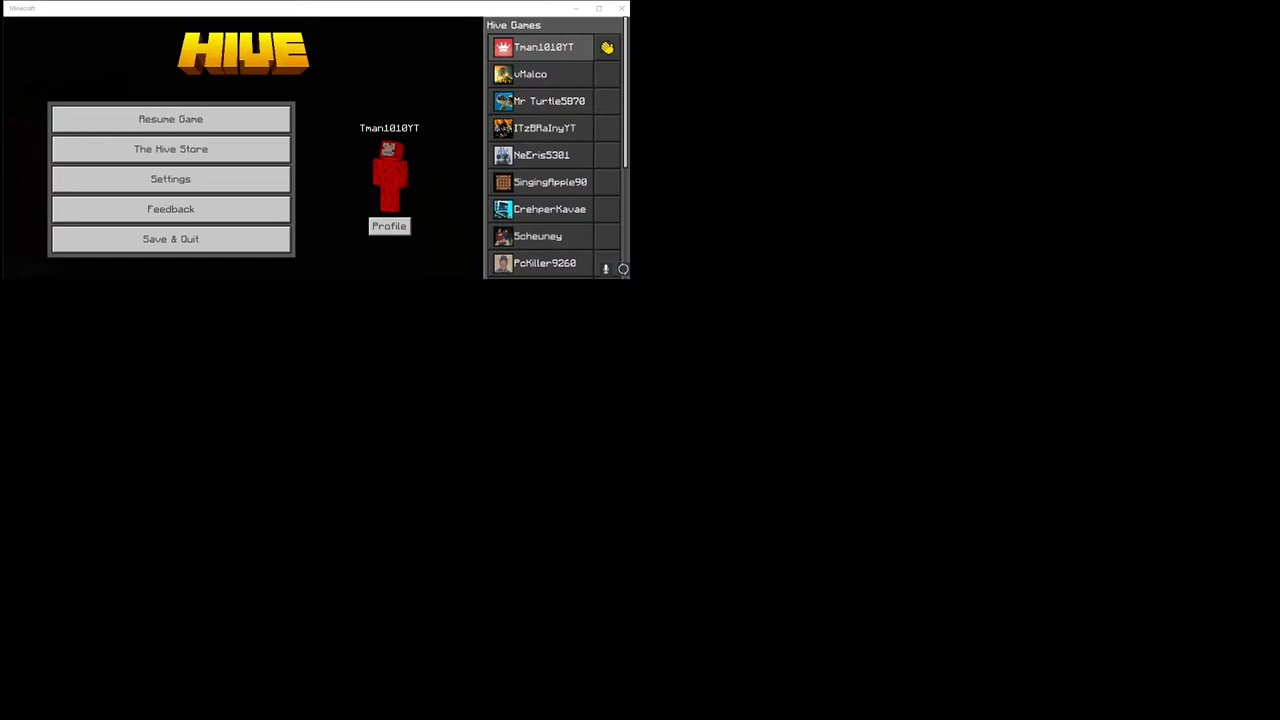 Minecraft
HIVE
Resume Game
The Hive Store
Settings
Feedback
Save & Quit
Tman1010YT
Profile
Hive Games
Tman1010YT
vMalco
Mr Turtle5870
ITzBRaInyYT
NeEris5301
SingingApple90
CrehperKavae
Scheuney
PcKiller9260